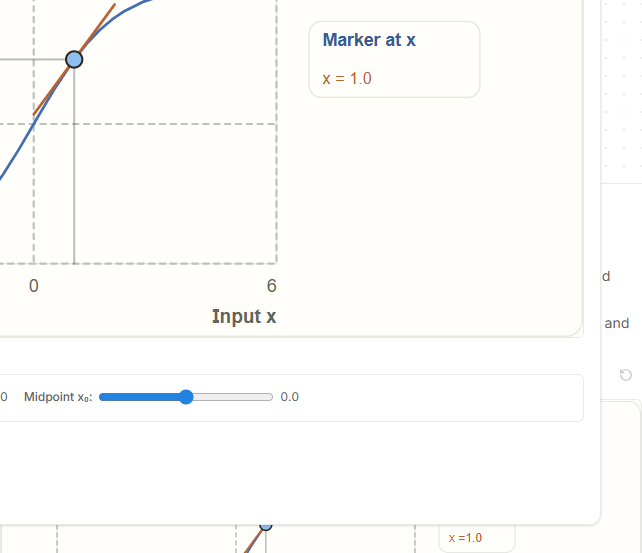 Marker at x
x = 1.0
0
6
Input x
d
and
0
Midpoint x₀:
0.0
x =1.0